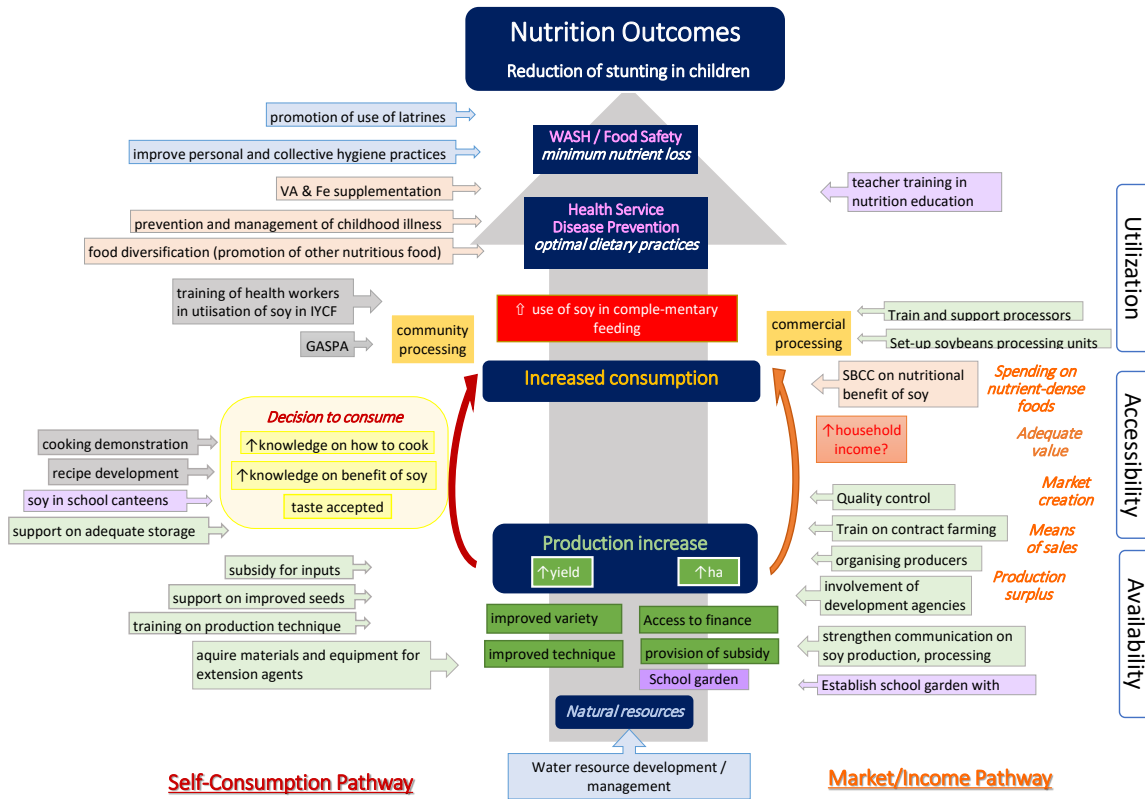 Nutrition Outcomes
Reduction of stunting in children
promotion of use of latrines
improve personal and collective hygiene practices
WASH / Food Safety
minimum nutrient loss
VA & Fe supplementation
prevention and management of childhood illness
food diversification (promotion of other nutritious food)
Health Service
Disease Prevention
optimal dietary practices
teacher training in
nutrition education
Utilization
training of health workers
in utiisation of soy in IYCF
GASPA
community
processing
⇧ use of soy in comple-mentary
feeding
commercial
processing
Train and support processors
Set-up soybeans processing units
Increased consumption
SBCC on nutritional
benefit of soy
Spending on
nutrient-dense
foods
Accessibility
Decision to consume
↑knowledge on how to cook
↑knowledge on benefit of soy
taste accepted
cooking demonstration
recipe development
soy in school canteens
support on adequate storage
↑household
income?
Adequate
value
Quality control
Market
creation
Train on contract farming
Means
of sales
organising producers
Production
surplus
involvement of
development agencies
Availability
Production increase
↑yield
↑ha
subsidy for inputs
support on improved seeds
training on production technique
aquire materials and equipment for
extension agents
improved variety
Access to finance
improved technique
provision of subsidy
School garden
strengthen communication on
soy production, processing
Establish school garden with
Natural resources
Water resource development /
management
Self-Consumption Pathway
Market/Income Pathway